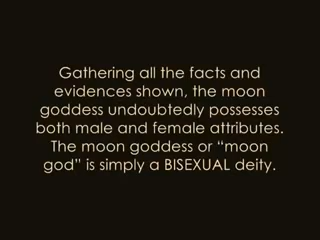 Gathering all the facts and
evidences shown, the moon
goddess undoubtedly possesses
both male and female attributes.
The moon goddess or “moon
god” is simply a BISEXUAL deity.